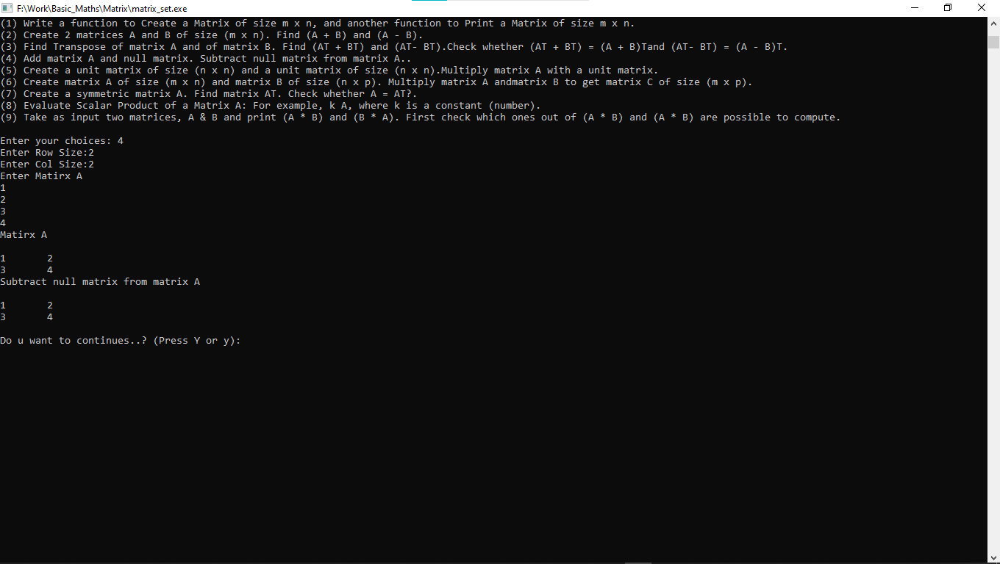 F:\Work\Basic_Maths\Matrix\matrix_set.exe
(1) Write a function to Create a Matrix of size m x n, and another function to Print a Matrix of size m x n.
(2) Create 2 matrices A and B of size (m x n). Find (A + B) and (A - B).
(3) Find Transpose of matrix A and of matrix B. Find (AT + BT) and (AT- BT).Check whether (AT + BT) = (A + B)Tand (AT- BT) = (A - B)T.
(4) Add matrix A and null matrix. Subtract null matrix from matrix A..
(5) Create a unit matrix of size (n x n) and a unit matrix of size (n x n).Multiply matrix A with a unit matrix.
(6) Create matrix A of size (m x n) and matrix B of size (n x p). Multiply matrix A andmatrix B to get matrix C of size (m x p).
(7) Create a symmetric matrix A. Find matrix AT. Check whether A = AT?.
(8) Evaluate Scalar Product of a Matrix A: For example, k A, where k is a constant (number).
(9) Take as input two matrices, A & B and print (A * B) and (B * A). First check which ones out of (A * B) and (A * B) are possible to compute.
Enter your choices: 4
Enter Row Size:2
Enter Col Size:2
Enter Matirx A
1
2
3
4
Matirx A
1 2
3 4
Subtract null matrix from matrix A
1 2
3 4
Do u want to continues..? (Press Y or y):